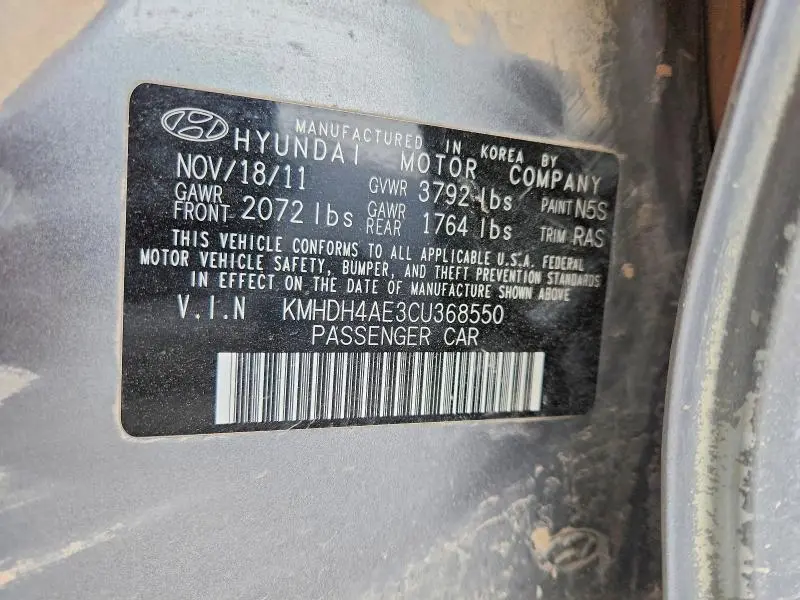 MANUFACTURED IN KOREA BY
HYUNDAI MOTOR COMPANY
NOV/18/11 GVWR 3792 lbs PAINT N5S
GAWR FRONT 2072 lbs GAWR REAR 1764 lbs TRIM RAS
THIS VEHICLE CONFORMS TO ALL APPLICABLE U.S.A. FEDERAL
MOTOR VEHICLE SAFETY, BUMPER, AND THEFT PREVENTION STANDARDS
IN EFFECT ON THE DATE OF MANUFACTURE SHOWN ABOVE
V.I.N KMHDH4AE3CU368550
PASSENGER CAR